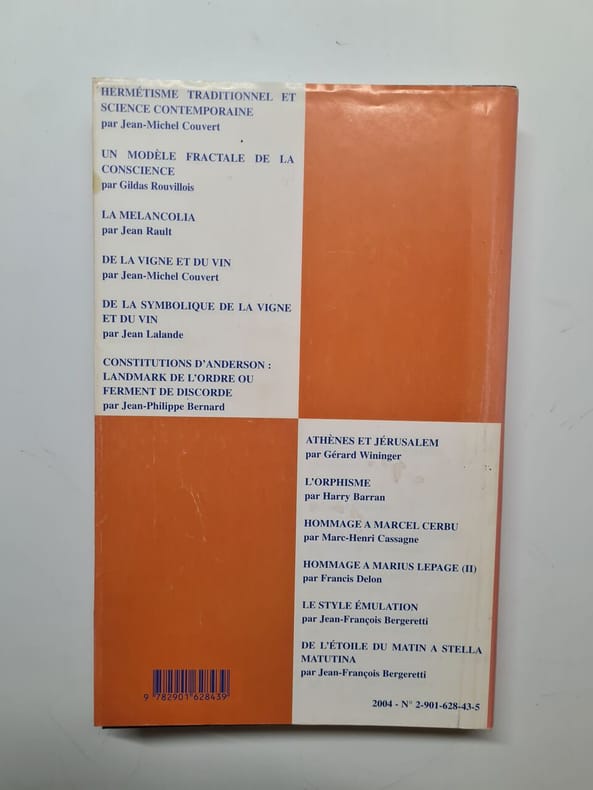 HERMÉTISME TRADITIONNEL ET
SCIENCE CONTEMPORAINE
par Jean-Michel Couvert
UN MODÈLE FRACTALE DE LA
CONSCIENCE
par Gildas Rouvillois
LA MELANCOLIA
par Jean Rault
DE LA VIGNE ET DU VIN
par Jean-Michel Couvert
DE LA SYMBOLIQUE DE LA VIGNE
ET DU VIN
par Jean Lalande
CONSTITUTIONS D'ANDERSON :
LANDMARK DE L'ORDRE OU
FERMENT DE DISCORDE
par Jean-Philippe Bernard
ATHÈNES ET JÉRUSALEM
par Gérard Wininger
L'ORPHISME
par Harry Barran
HOMMAGE A MARCEL CERBU
par Marc-Henri Cassagne
HOMMAGE A MARIUS LEPAGE (II)
par Francis Delon
LE STYLE ÉMULATION
par Jean-François Bergeretti
DE L'ÉTOILE DU MATIN A STELLA
MATUTINA
par Jean-François Bergeretti
9 782901 628439
2004 - N° 2-901-628-43-5